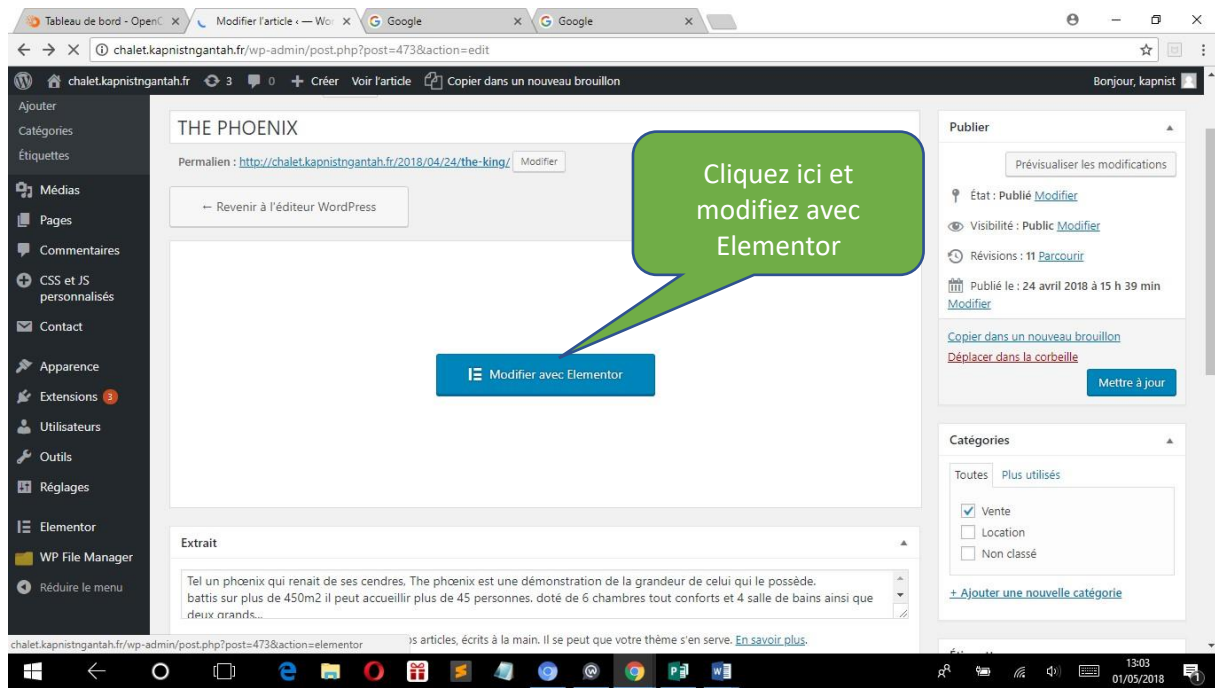 Tableau de bord - OpenC
Modifier l'article ‹ — Wor
Google
Google
chalet.kapnistngantah.fr/wp-admin/post.php?post=473&action=edit
chalet.kapnistngantah.fr
3
0
Créer
Voir l'article
Copier dans un nouveau brouillon
Bonjour, kapnist
Ajouter
Catégories
Étiquettes
Médias
Pages
Commentaires
CSS et JS
personnalisés
Contact
Apparence
Extensions 3
Utilisateurs
Outils
Réglages
Elementor
WP File Manager
Réduire le menu
THE PHOENIX
Permalien : http://chalet.kapnistngantah.fr/2018/04/24/the-king/ Modifier
← Revenir à l'éditeur WordPress
Cliquez ici et
modifiez avec
Elementor
Modifier avec Elementor
Extrait
Tel un phœnix qui renait de ses cendres, The phœnix est une démonstration de la grandeur de celui qui le possède.
battis sur plus de 450m2 il peut accueillir plus de 45 personnes. doté de 6 chambres tout conforts et 4 salle de bains ainsi que
deux grands...
s articles, écrits à la main. Il se peut que votre thème s'en serve. En savoir plus.
Publier
Prévisualiser les modifications
État : Publié Modifier
Visibilité : Public Modifier
Révisions : 11 Parcourir
Publié le : 24 avril 2018 à 15 h 39 min
Modifier
Copier dans un nouveau brouillon
Déplacer dans la corbeille
Mettre à jour
Catégories
Toutes
Plus utilisés
Vente
Location
Non classé
+ Ajouter une nouvelle catégorie
chalet.kapnistngantah.fr/wp-admin/post.php?post=473&action=elementor
13:03
01/05/2018